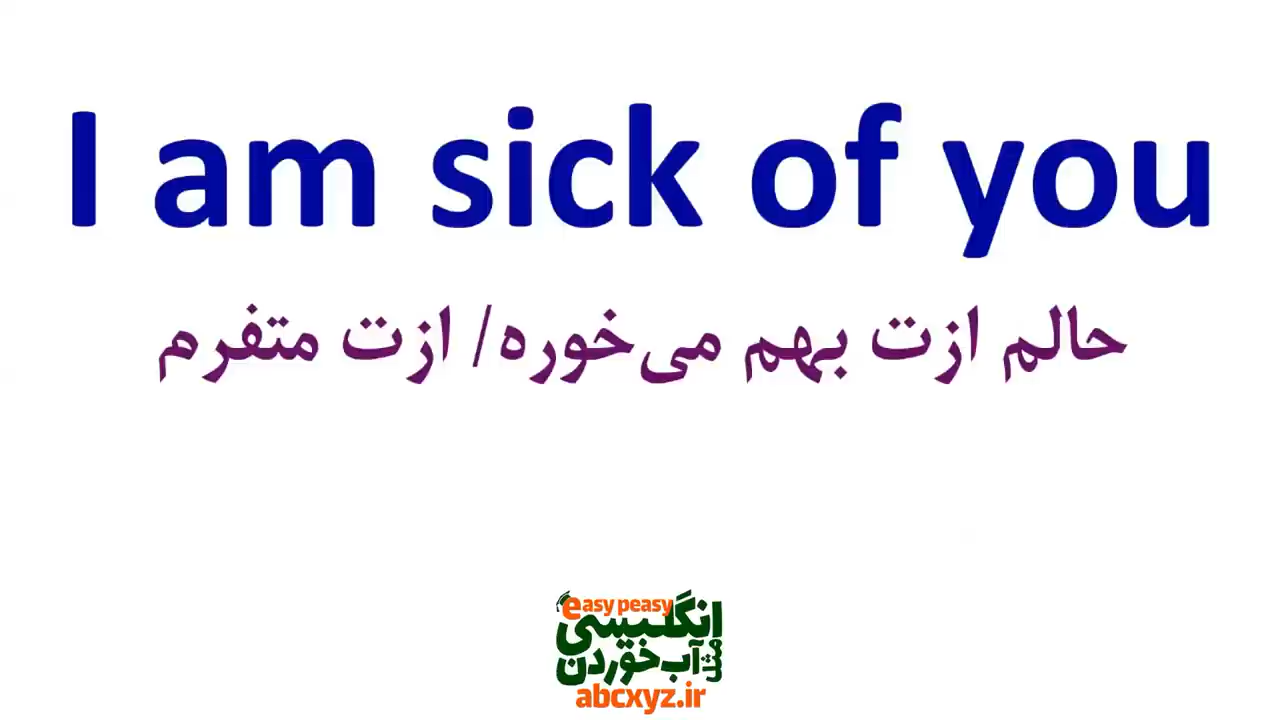 I am sick of you
حالم ازت بهم می‌خوره/ ازت متفرم
easy peasy
انگلیسی
مثل آب خوردن
abcxyz.ir